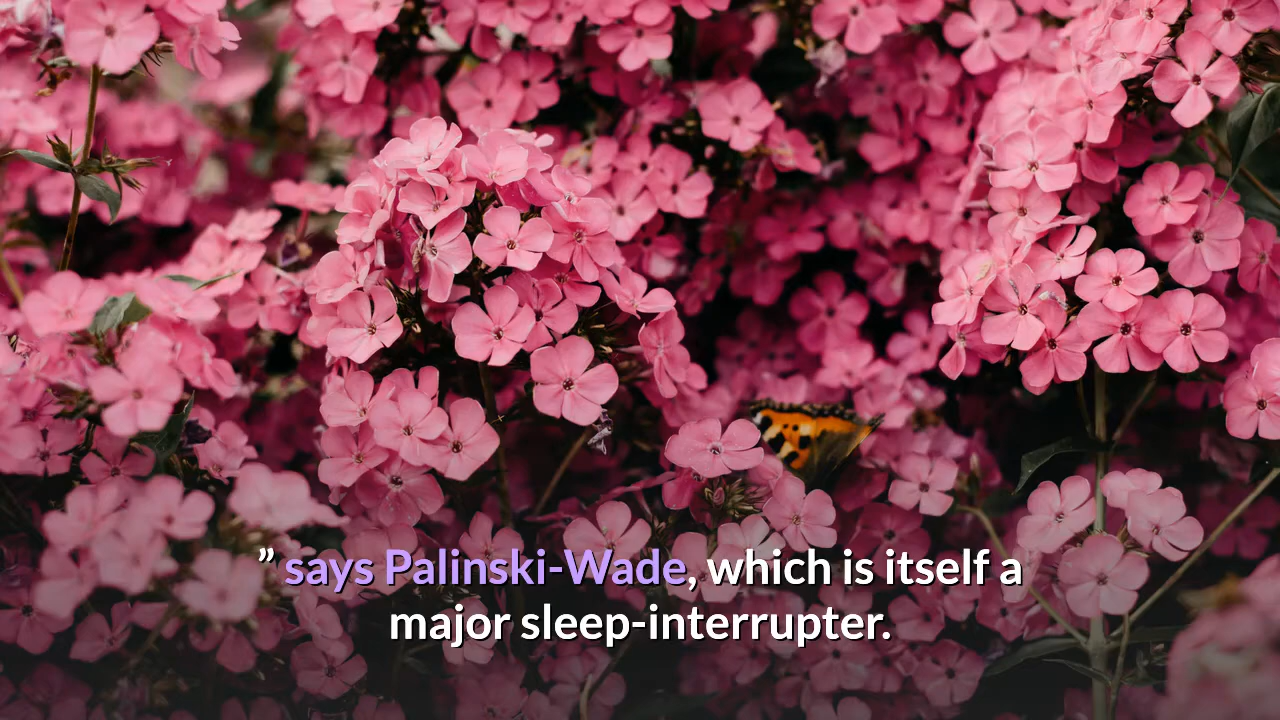 ” says Palinski-Wade, which is itself a
major sleep-interrupter.